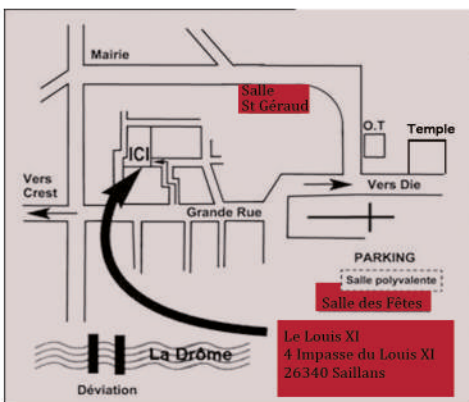 Mairie
Salle
St Géraud
O.T
Temple
ICI
Vers
Crest
Vers Die
Grande Rue
PARKING
Salle polyvalente
Salle des Fêtes
Le Louis XI
4 Impasse du Louis XI
26340 Saillans
La Drôme
Déviation